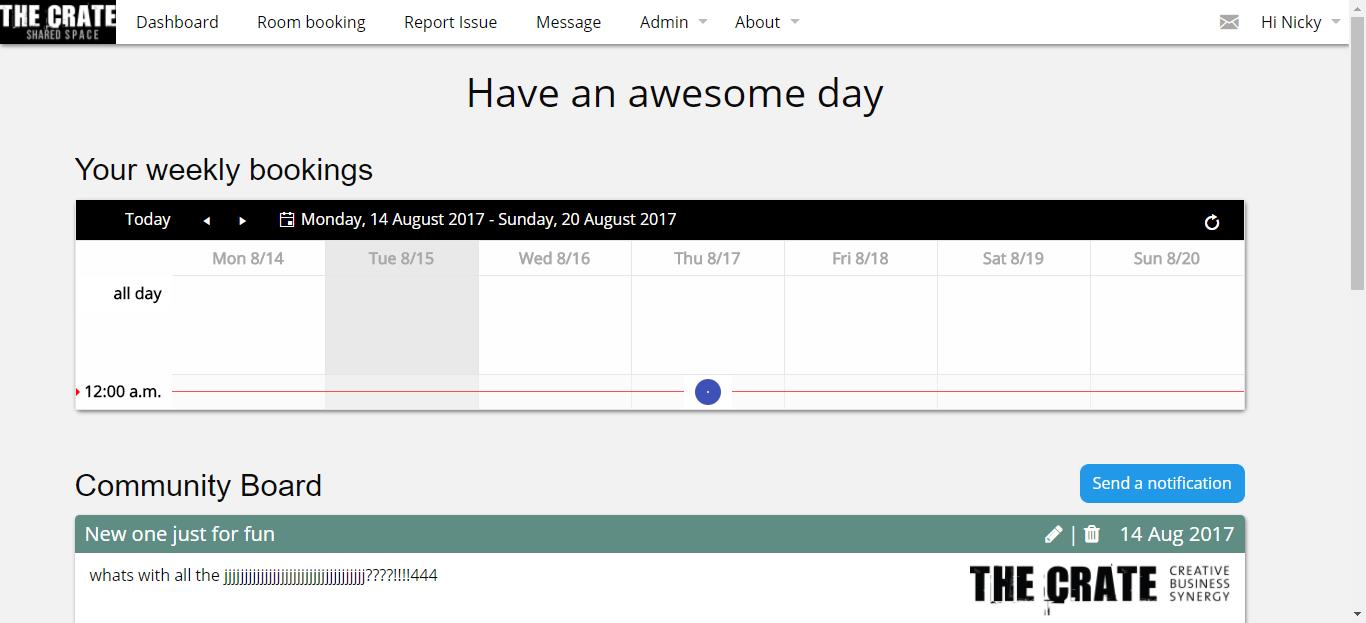 THE CRATE
SHARED SPACE
Dashboard Room booking Report Issue Message Admin About Hi Nicky
Have an awesome day
Your weekly bookings
Today Monday, 14 August 2017 - Sunday, 20 August 2017
Mon 8/14 Tue 8/15 Wed 8/16 Thu 8/17 Fri 8/18 Sat 8/19 Sun 8/20
all day
12:00 a.m.
Community Board
Send a notification
New one just for fun | 14 Aug 2017
whats with all the jjjjjjjjjjjjjjjjjjjjjjjjjjjjjjjjjjj????!!!!444
THE CRATE
CREATIVE
BUSINESS
SYNERGY